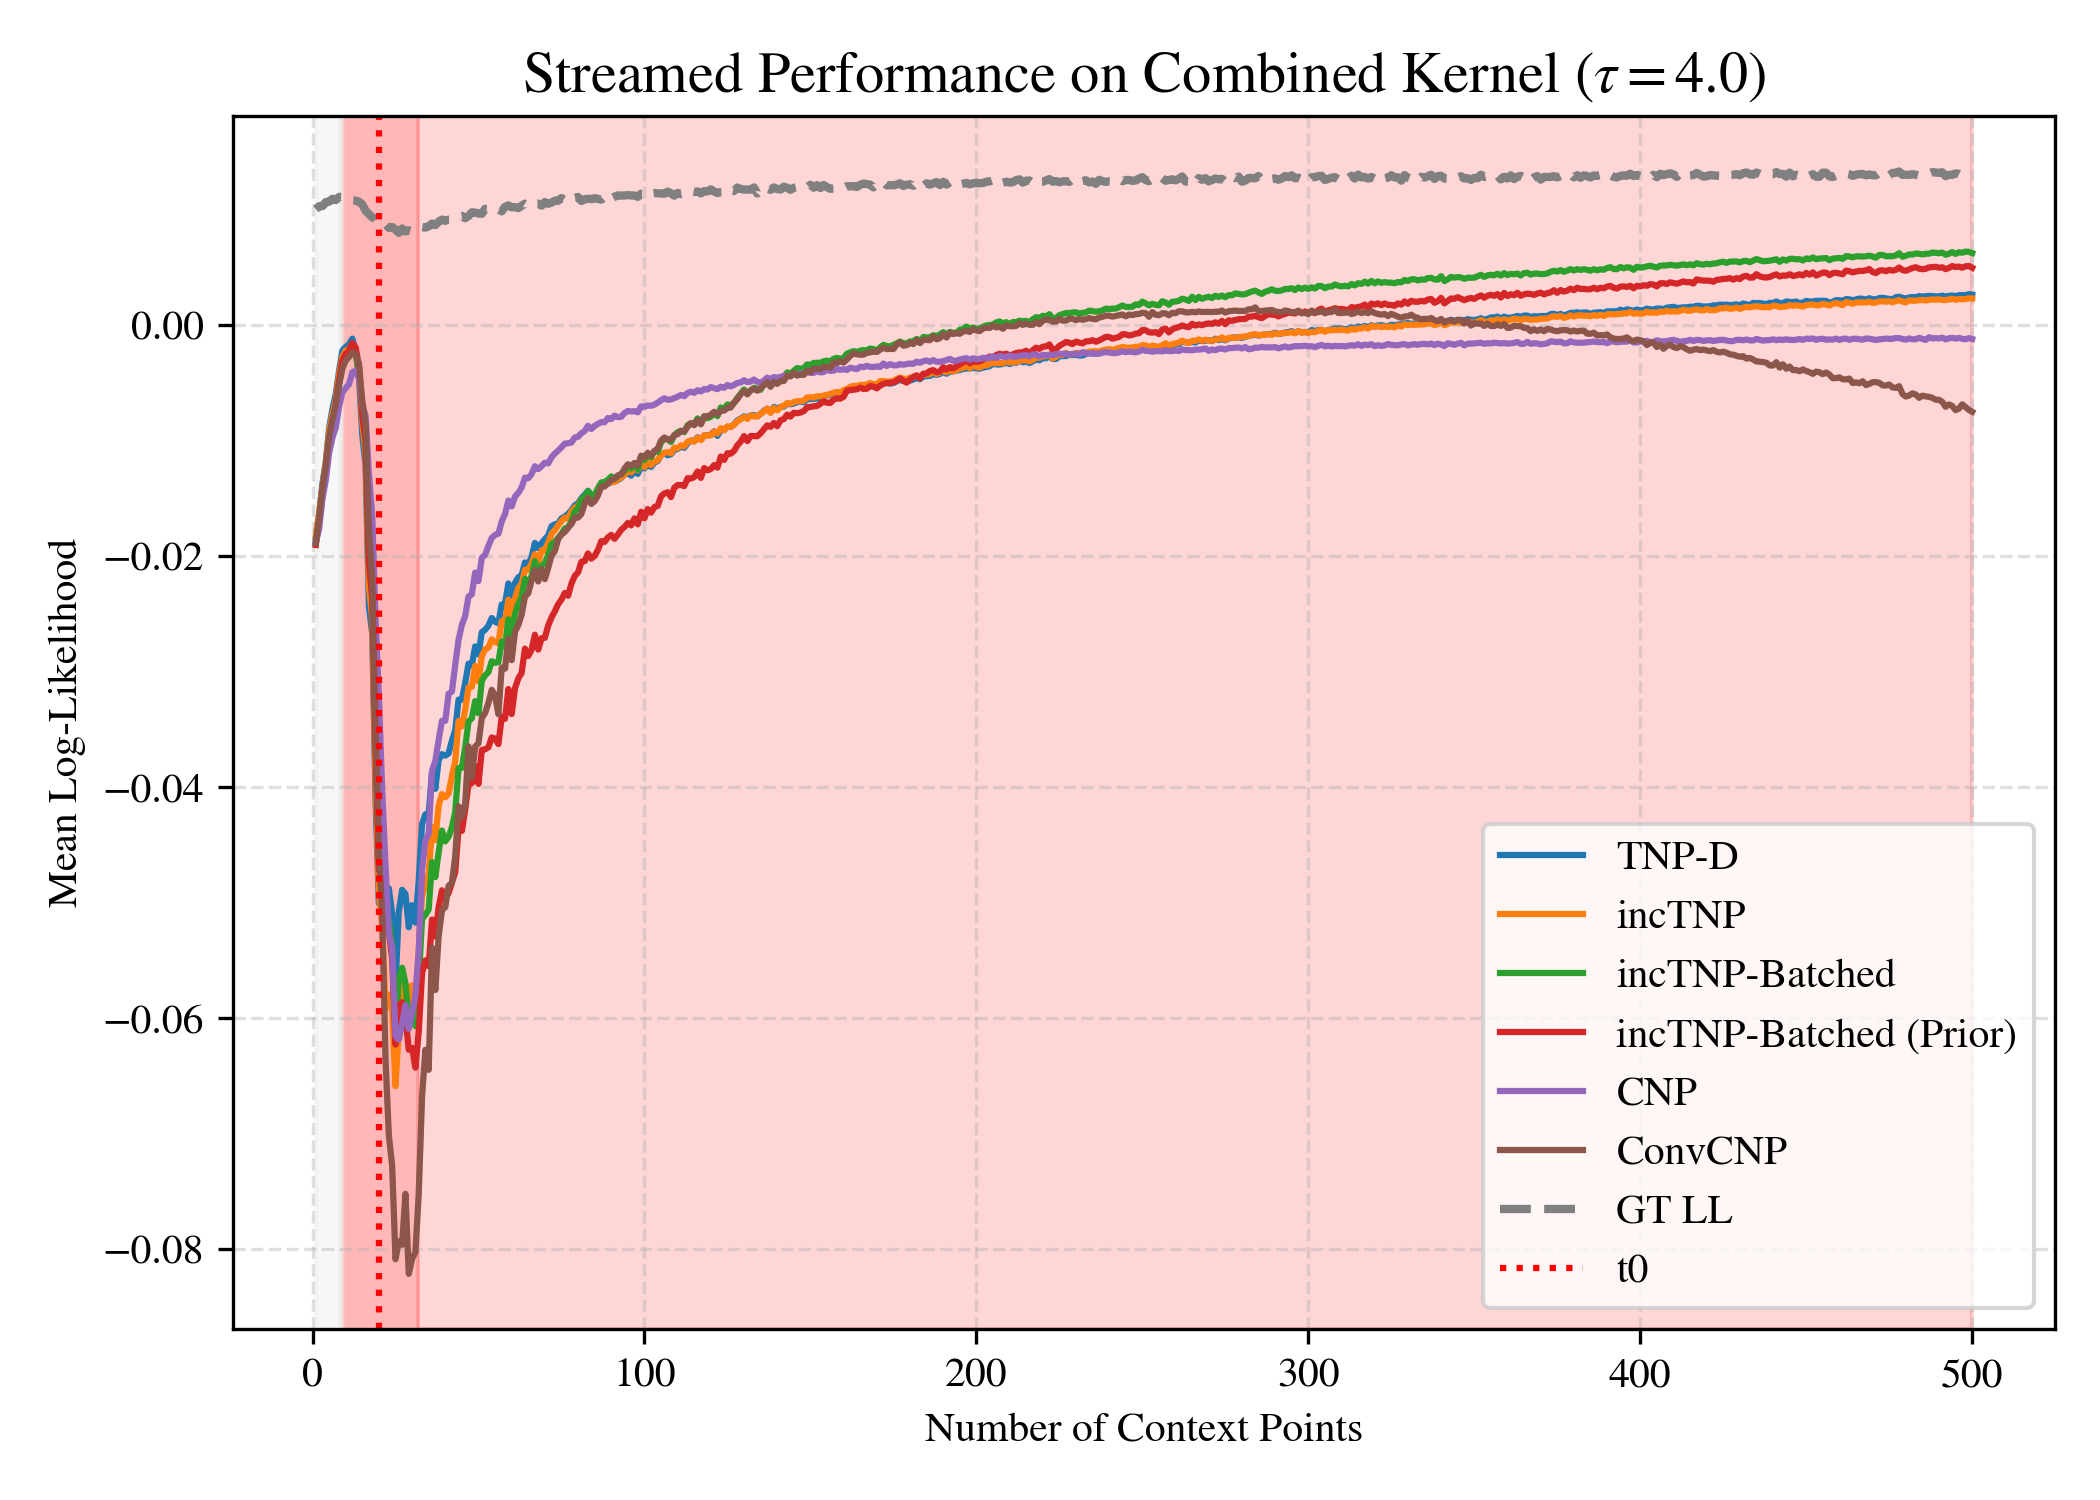 Streamed Performance on Combined Kernel (τ = 4.0)
Mean Log-Likelihood
0.00
−0.02
−0.04
−0.06
−0.08
TNP-D
incTNP
incTNP-Batched
incTNP-Batched (Prior)
CNP
ConvCNP
GT LL
t0
0 100 200 300 400 500
Number of Context Points